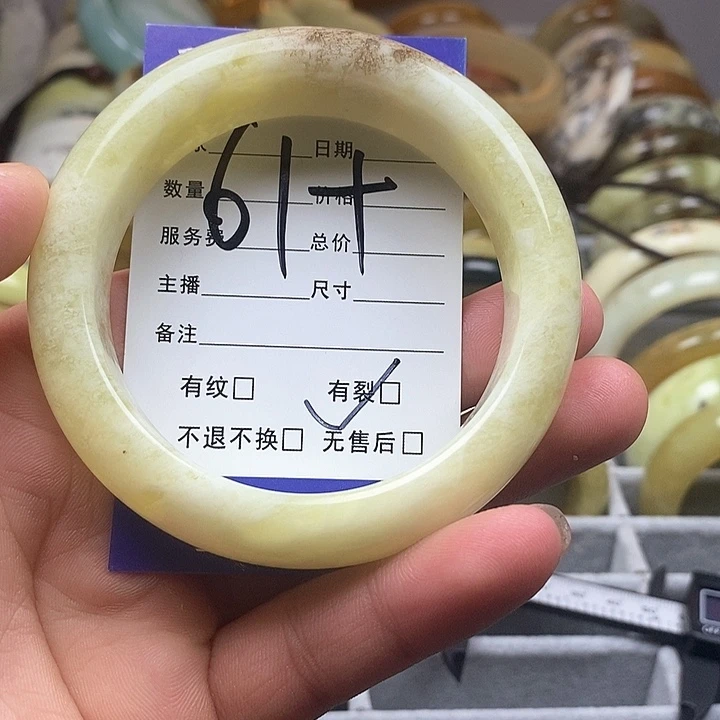 日期
数量 价格
61+
服务费 总价
主播 尺寸
备注
有纹□ 有裂□
不退不换□ 无售后□